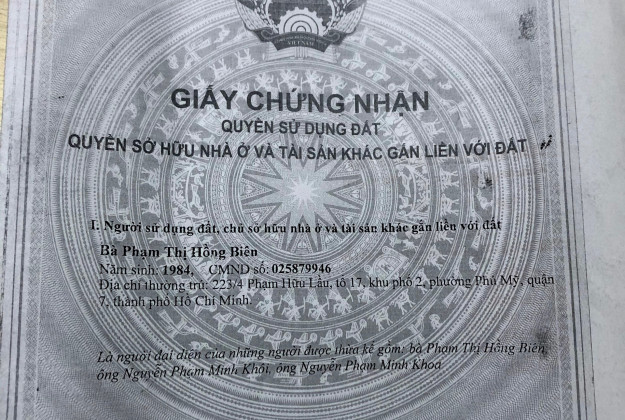 VIETNAM
GIẤY CHỨNG NHẬN
QUYỀN SỬ DỤNG ĐẤT
QUYỀN SỞ HỮU NHÀ Ở VÀ TÀI SẢN KHÁC GẮN LIỀN VỚI ĐẤT
I. Người sử dụng đất, chủ sở hữu nhà ở và tài sản khác gắn liền với đất
Bà Phạm Thị Hồng Biên
Năm sinh: 1984, CMND số: 025879946
Địa chỉ thường trú: 223/4 Phạm Hữu Lầu, tổ 17, khu phố 2, phường Phú Mỹ, quận
7, thành phố Hồ Chí Minh.
Là người đại diện của những người được thừa kế gồm: bà Phạm Thị Hồng Biên,
ông Nguyễn Phạm Minh Khôi, ông Nguyễn Phạm Minh Khoa